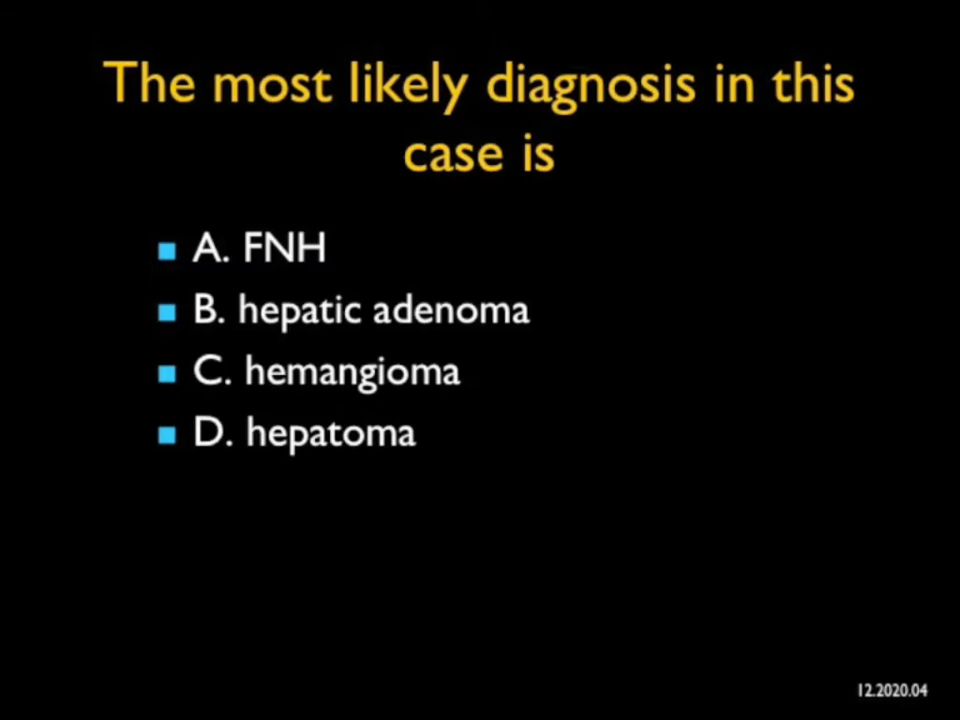 The most likely diagnosis in this
case is
A. FNH
B. hepatic adenoma
C. hemangioma
D. hepatoma
12.2020.04